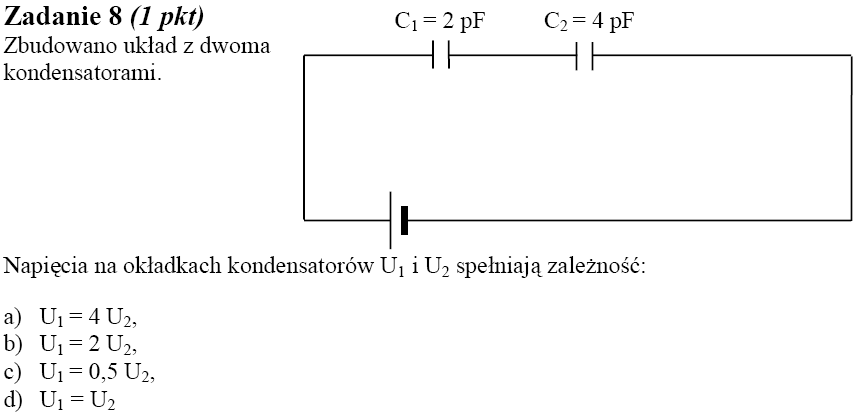 Zadanie 8 (1 pkt)
Zbudowano układ z dwoma
kondensatorami.
C₁ = 2 pF C₂ = 4 pF
Napięcia na okładkach kondensatorów U₁ i U₂ spełniają zależność:
a) U₁ = 4 U₂,
b) U₁ = 2 U₂,
c) U₁ = 0,5 U₂,
d) U₁ = U₂